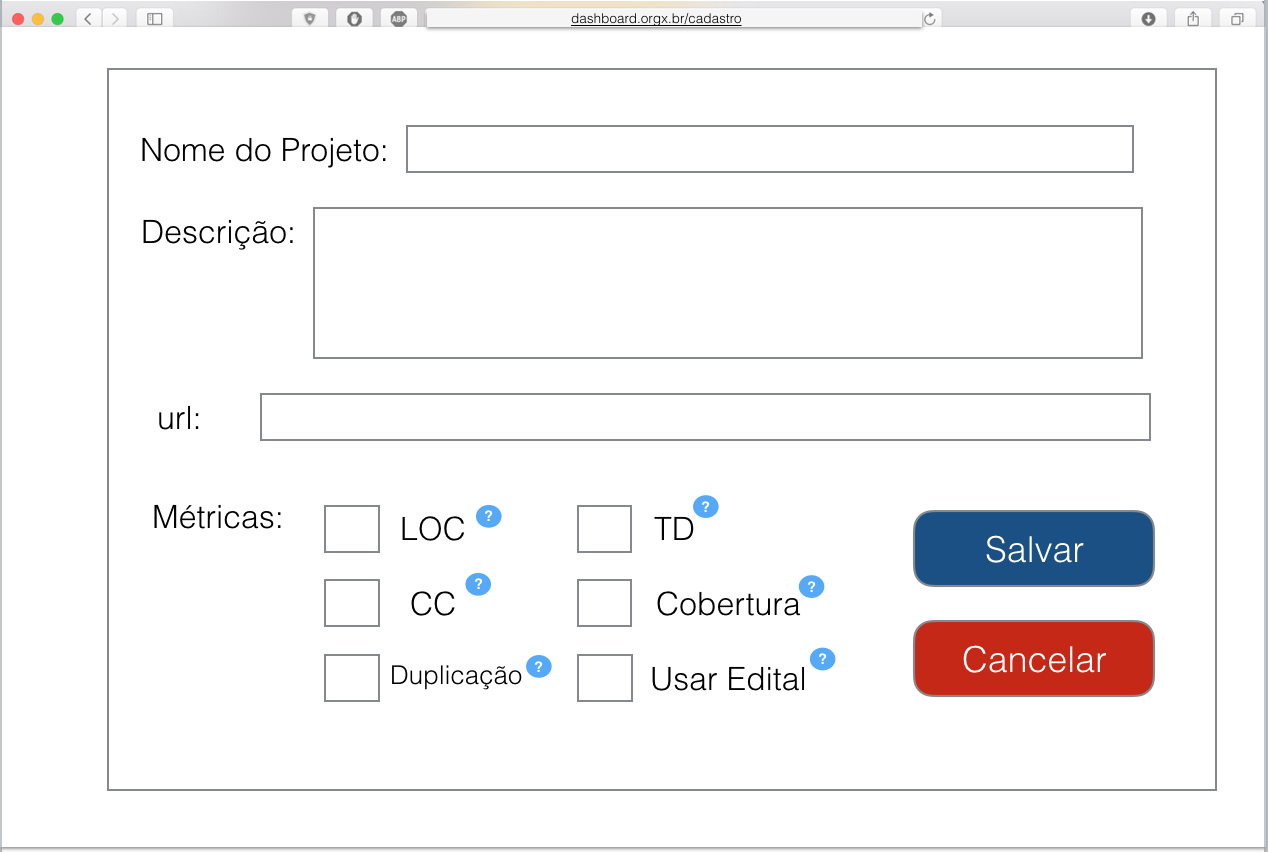 ABP
dashboard.orgx.br/cadastro
Nome do Projeto:
Descrição:
url:
Métricas:
LOC ?
TD ?
CC ?
Cobertura ?
Duplicação ?
Usar Edital ?
Salvar
Cancelar